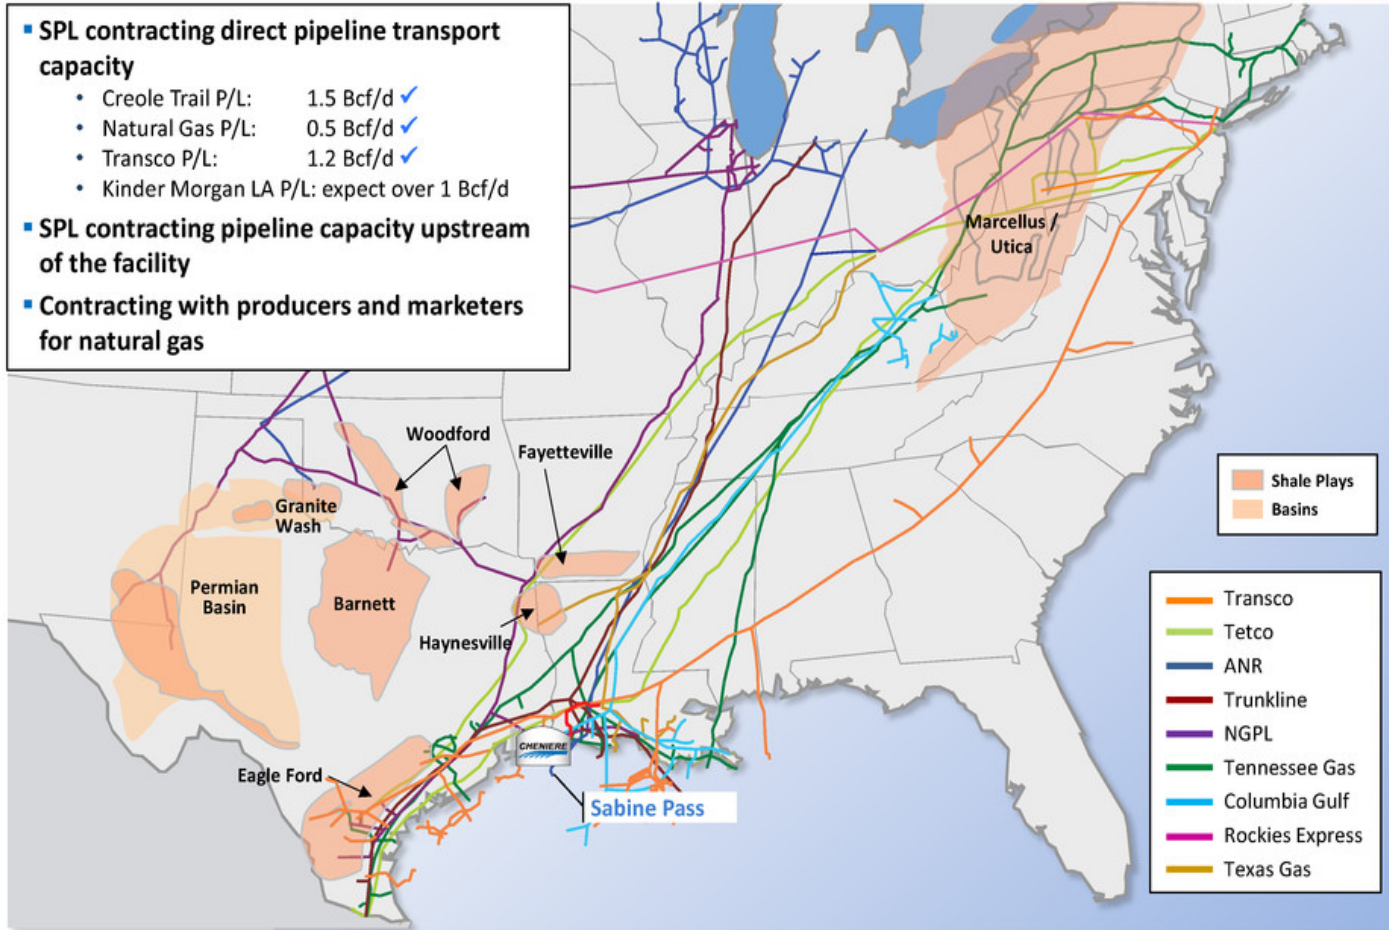 SPL contracting direct pipeline transport
capacity
Creole Trail P/L: 1.5 Bcf/d ✓
Natural Gas P/L: 0.5 Bcf/d ✓
Transco P/L: 1.2 Bcf/d ✓
Kinder Morgan LA P/L: expect over 1 Bcf/d
SPL contracting pipeline capacity upstream
of the facility
Contracting with producers and marketers
for natural gas
Marcellus /
Utica
Woodford
Fayetteville
Granite
Wash
Permian
Basin
Barnett
Haynesville
Eagle Ford
CHENIERE
Sabine Pass
Shale Plays
Basins
Transco
Tetco
ANR
Trunkline
NGPL
Tennessee Gas
Columbia Gulf
Rockies Express
Texas Gas